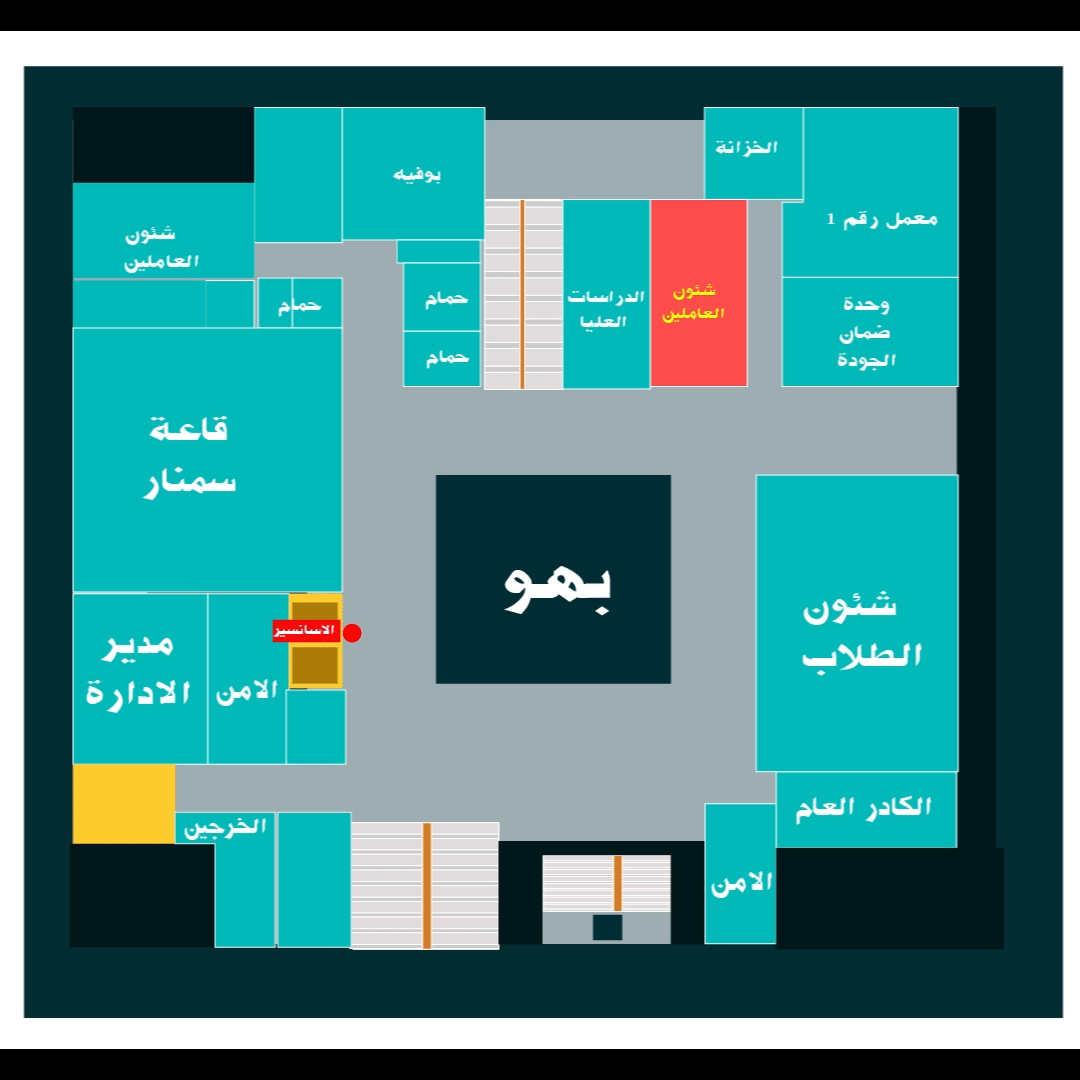 الخزانة
بوفيه
معمل رقم 1
شئون
العاملين
شئون
العاملين
الدراسات
العليا
حمام
حمام
حمام
وحدة
ضمان
الجودة
قاعة
سمنار
بهو
شئون
الطلاب
الاسانسير
مدير
الادارة
الامن
الكادر العام
الخرجين
الامن